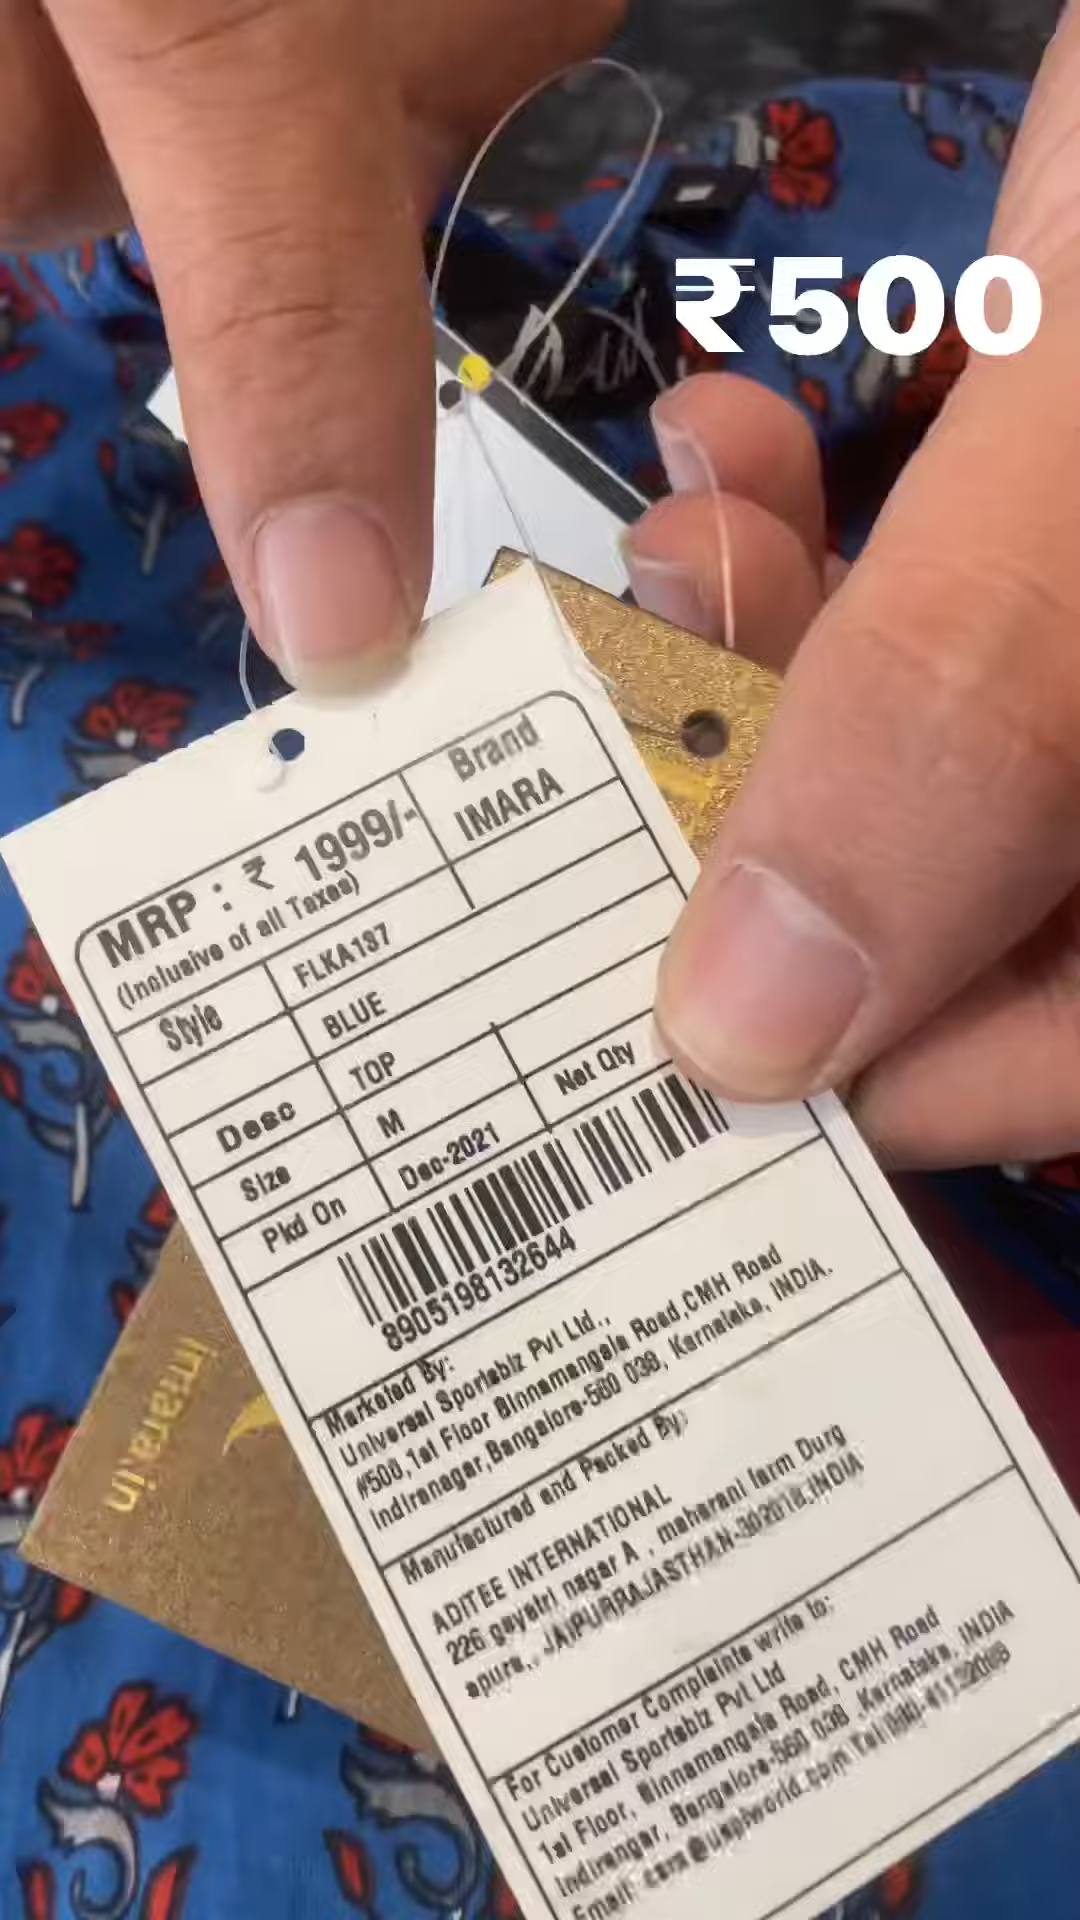 ₹500
Brand
MRP : ₹ 1999/- IMARA
(Inclusive of all Taxes)
Style FLKA137
BLUE
Desc TOP
Size M Net Qty
Pkd On Dec-2021
8905198132644
Marketed By:
Universal Sportsbiz Pvt Ltd.,
#508, 1st Floor Binnamangala Road, CMH Road
Indiranagar, Bangalore-560 038, Karnataka, INDIA.
Manufactured and Packed By:
ADITEE INTERNATIONAL
226 gayatri nagar A , maharani farm Durg
apura, JAIPUR RAJASTHAN-302018, INDIA
For Customer Complaints write to:
Universal Sportsbiz Pvt Ltd
1st Floor, Binnamangala Road, CMH Road
Indirangar, Bangalore-560 038 , Karnataka, INDIA
Email:
imara.in